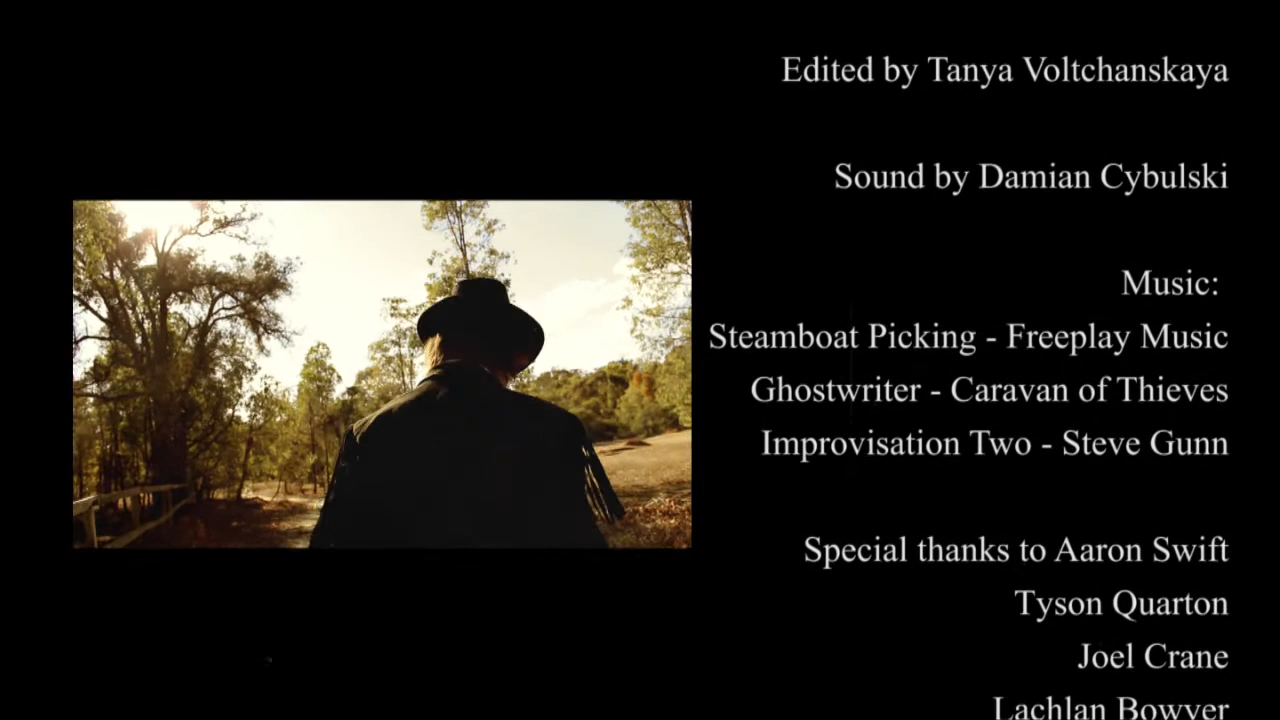 Edited by Tanya Voltchanskaya
Sound by Damian Cybulski
Music:
Steamboat Picking - Freeplay Music
Ghostwriter - Caravan of Thieves
Improvisation Two - Steve Gunn
Special thanks to Aaron Swift
Tyson Quarton
Joel Crane
Lachlan Bowyer